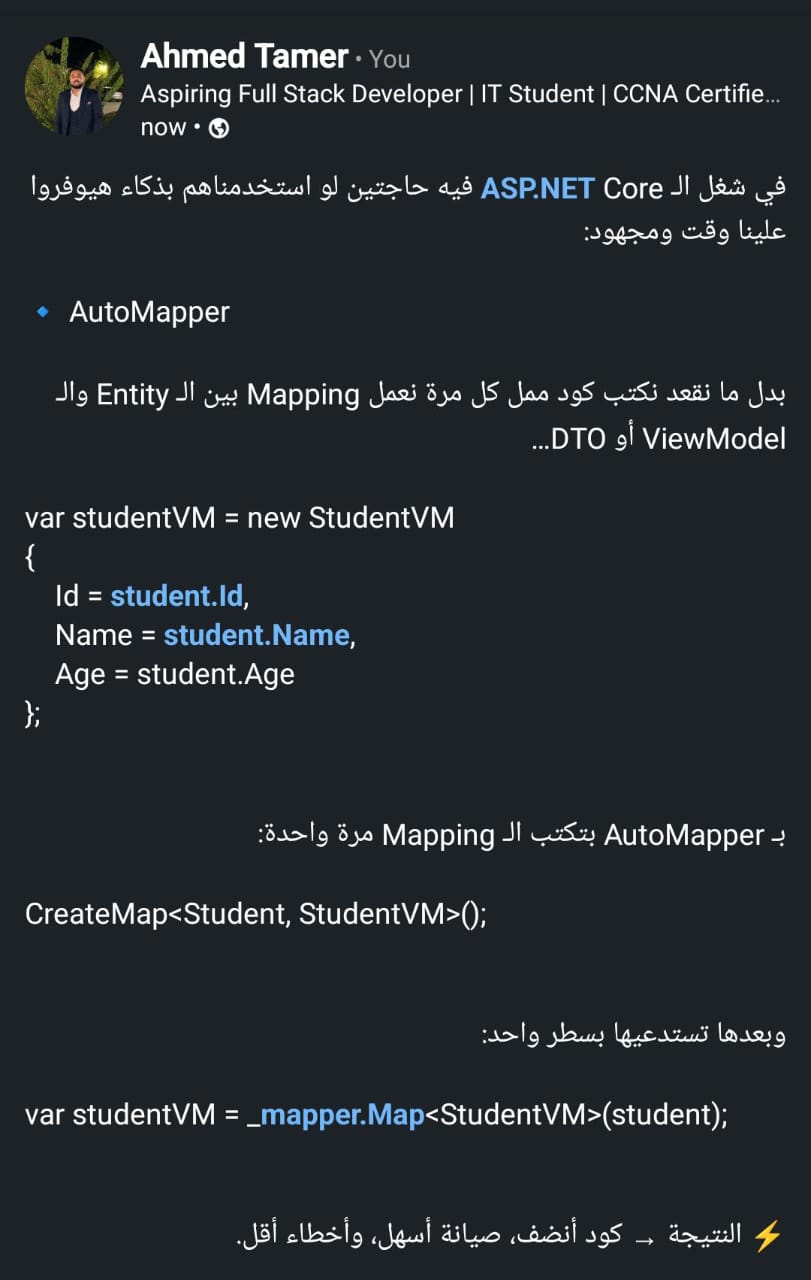 Ahmed Tamer • You
Aspiring Full Stack Developer | IT Student | CCNA Certifie...
now •
في شغل الـ ASP.NET Core فيه حاجتين لو استخدمناهم بذكاء هيوفروا
علينا وقت ومجهود:
🔹 AutoMapper
بدل ما نقعد نكتب كود ممل كل مرة نعمل Mapping بين الـ Entity والـ
ViewModel أو DTO...
var studentVM = new StudentVM
{
Id = student.Id,
Name = student.Name,
Age = student.Age
};
بـ AutoMapper بتكتب الـ Mapping مرة واحدة:
CreateMap<Student, StudentVM>();
وبعدها تستدعيها بسطر واحد:
var studentVM = _mapper.Map<StudentVM>(student);
⚡ النتيجة → كود أنضف، صيانة أسهل، وأخطاء أقل.